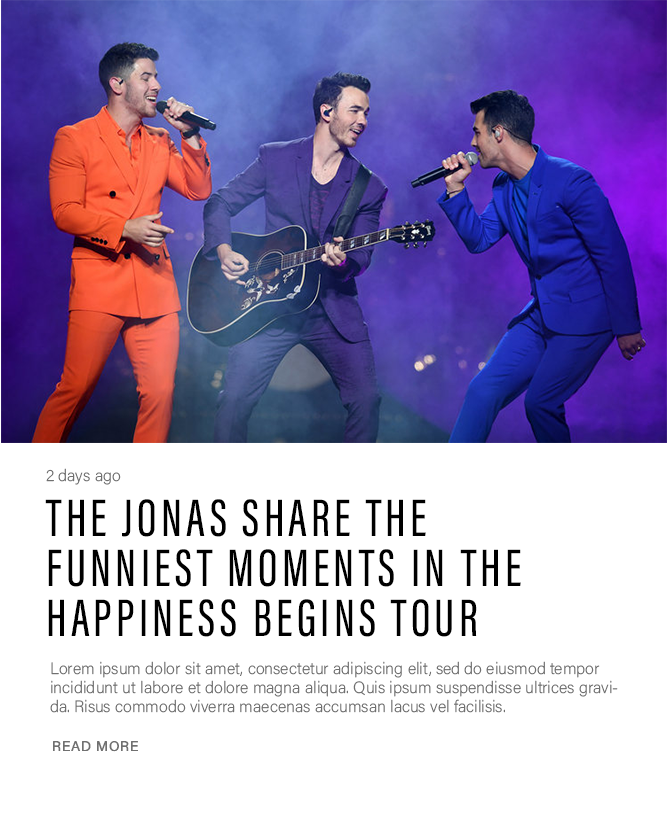 2 days ago
THE JONAS SHARE THE
FUNNIEST MOMENTS IN THE
HAPPINESS BEGINS TOUR
Lorem ipsum dolor sit amet, consectetur adipiscing elit, sed do eiusmod tempor
incididunt ut labore et dolore magna aliqua. Quis ipsum suspendisse ultrices gravi-
da. Risus commodo viverra maecenas accumsan lacus vel facilisis.
READ MORE